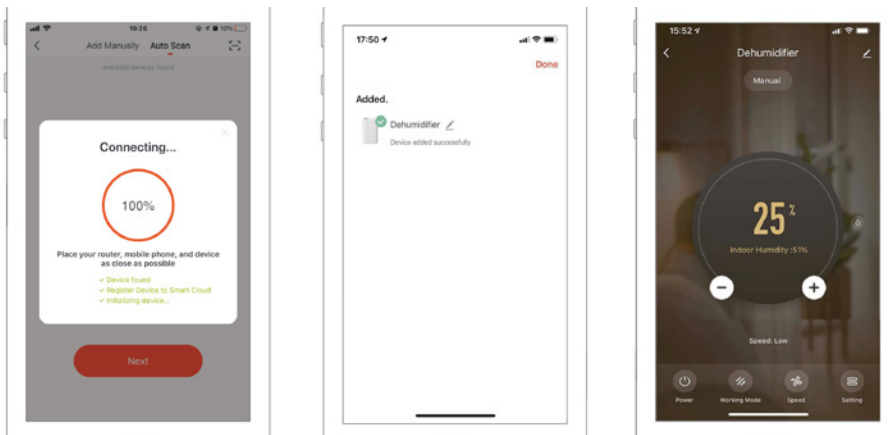 19:26
10%
Add Manually Auto Scan
Available devices found
Connecting...
100%
Place your router, mobile phone, and device
as close as possible
✓ Device found
✓ Register Device to Smart Cloud
✓ Initializing device...
Next
17:50
Done
Added.
Dehumidifier
Device added successfully
15:52
Dehumidifier
Manual
25%
Indoor Humidity :51%
Speed: Low
Power Working Mode Speed Setting